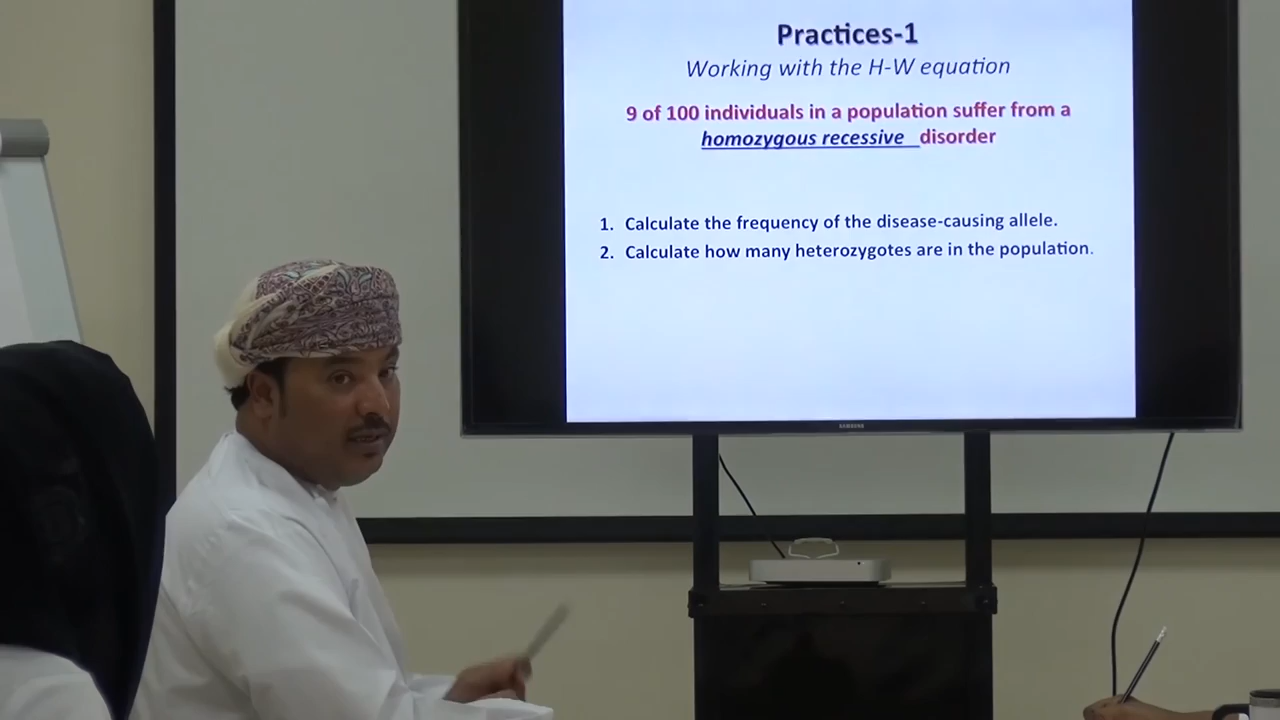 Practices-1
Working with the H-W equation
9 of 100 individuals in a population suffer from a
homozygous recessive disorder
1. Calculate the frequency of the disease-causing allele.
2. Calculate how many heterozygotes are in the population.
SAMSUNG